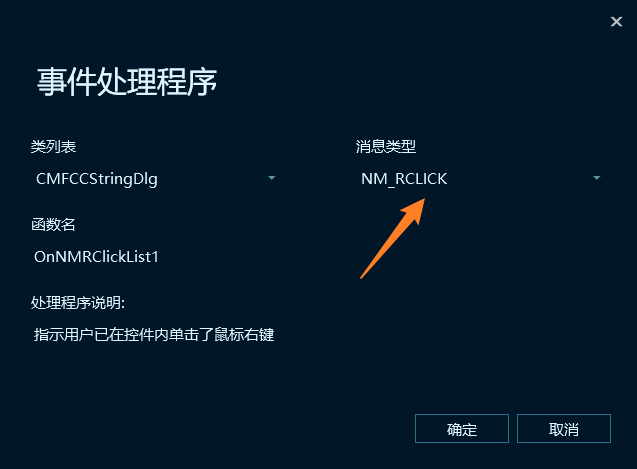 事件处理程序
类列表
消息类型
CMFCCStringDlg
NM_RCLICK
函数名
OnNMRClickList1
处理程序说明:
指示用户已在控件内单击了鼠标右键
确定
取消